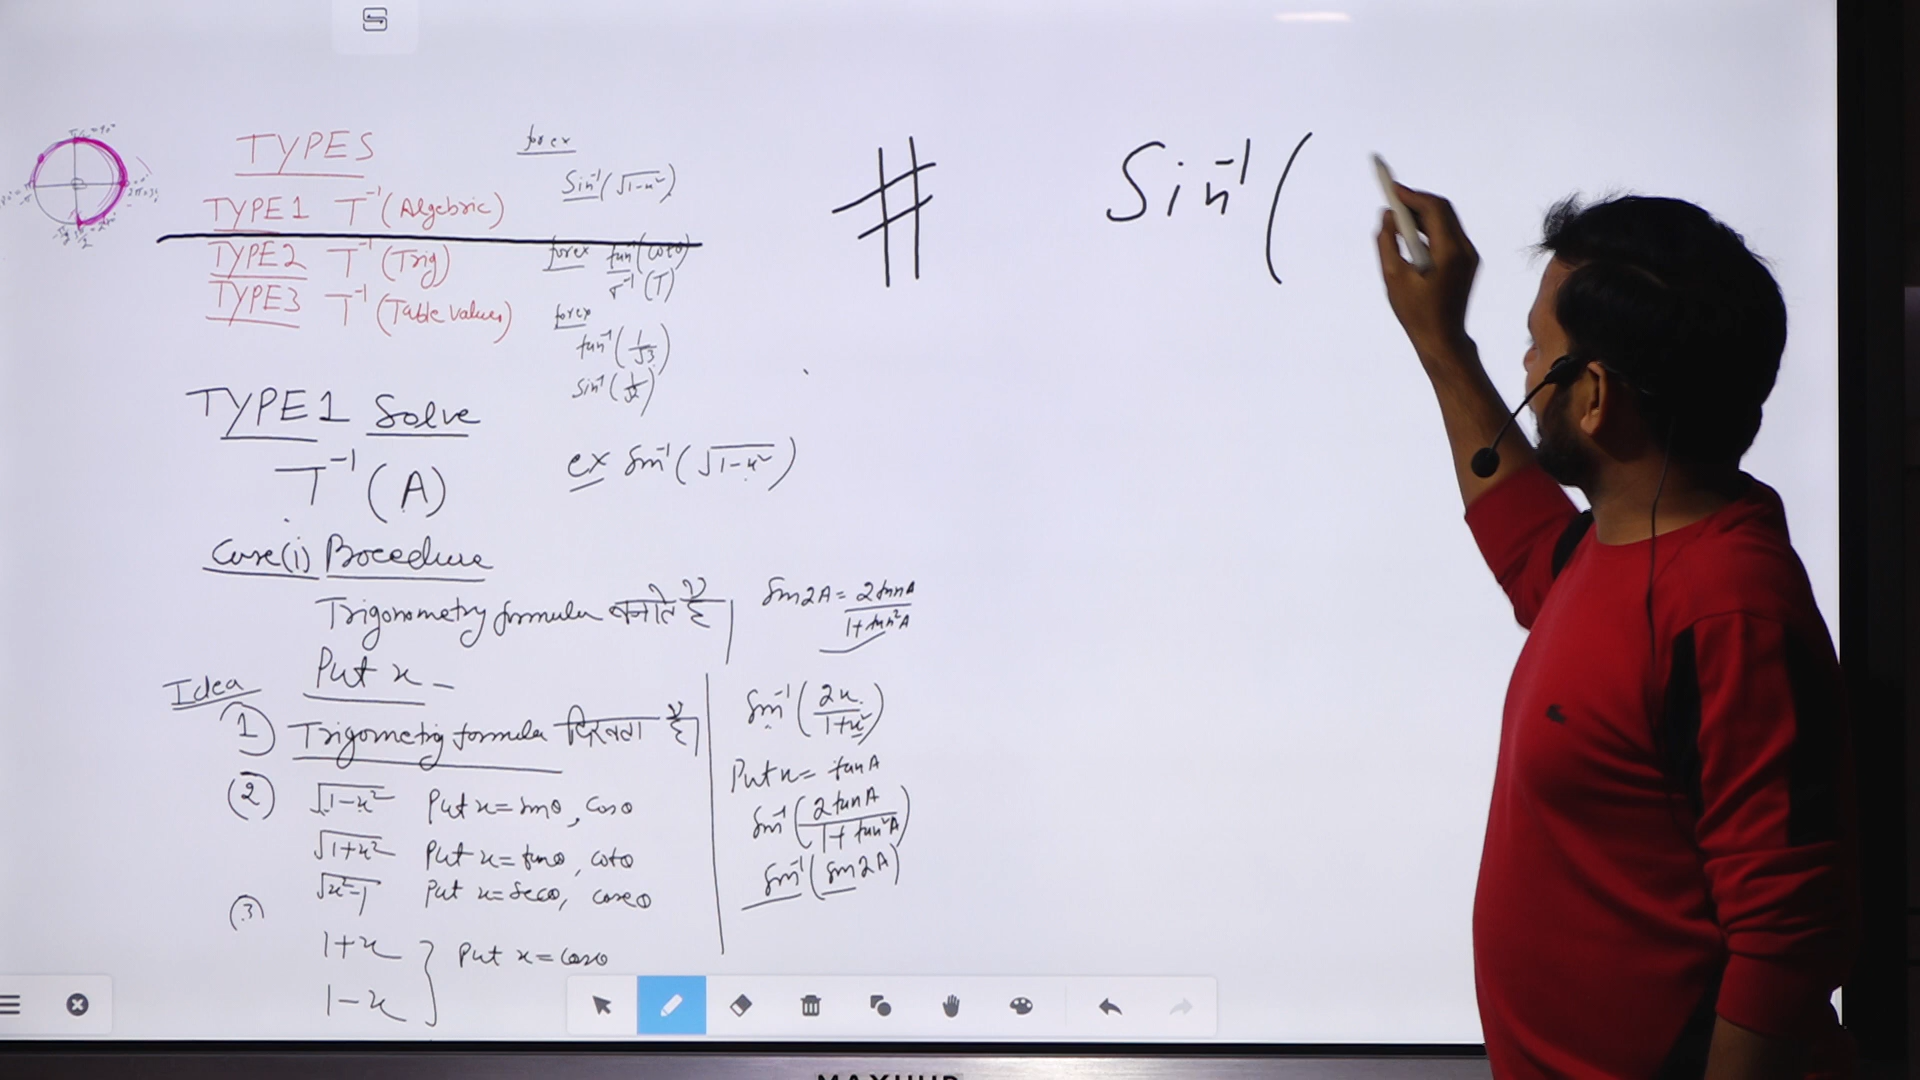 TYPES
TYPE1 T⁻¹(Algebric)
TYPE2 T⁻¹(Trig)
TYPE3 T⁻¹(Table values)
for ex
Sin⁻¹(√1-x²)
for ex tan⁻¹(cotθ)
T⁻¹(T)
for ex
tan⁻¹(1/√3)
Sin⁻¹(1/√2)
TYPE1 Solve
T⁻¹(A)
ex Sin⁻¹(√1-x²)
Case(i) Procedure
Trigonometry formula बनाते है
Put x -
Sin2A = 2tanA/1+tan²A
Idea
1 Trigometry formula दिखता है
2 √1-x² Put x = sinθ, cosθ
√1+x² Put x = tanθ, cotθ
√x²-1 Put x = secθ, cosecθ
3 1+x
1-x } Put x = cosθ
Sin⁻¹(2x/1+x²)
Put x = tanA
Sin⁻¹(2tanA/1+tan²A)
Sin⁻¹(Sin2A)
# Sin⁻¹(